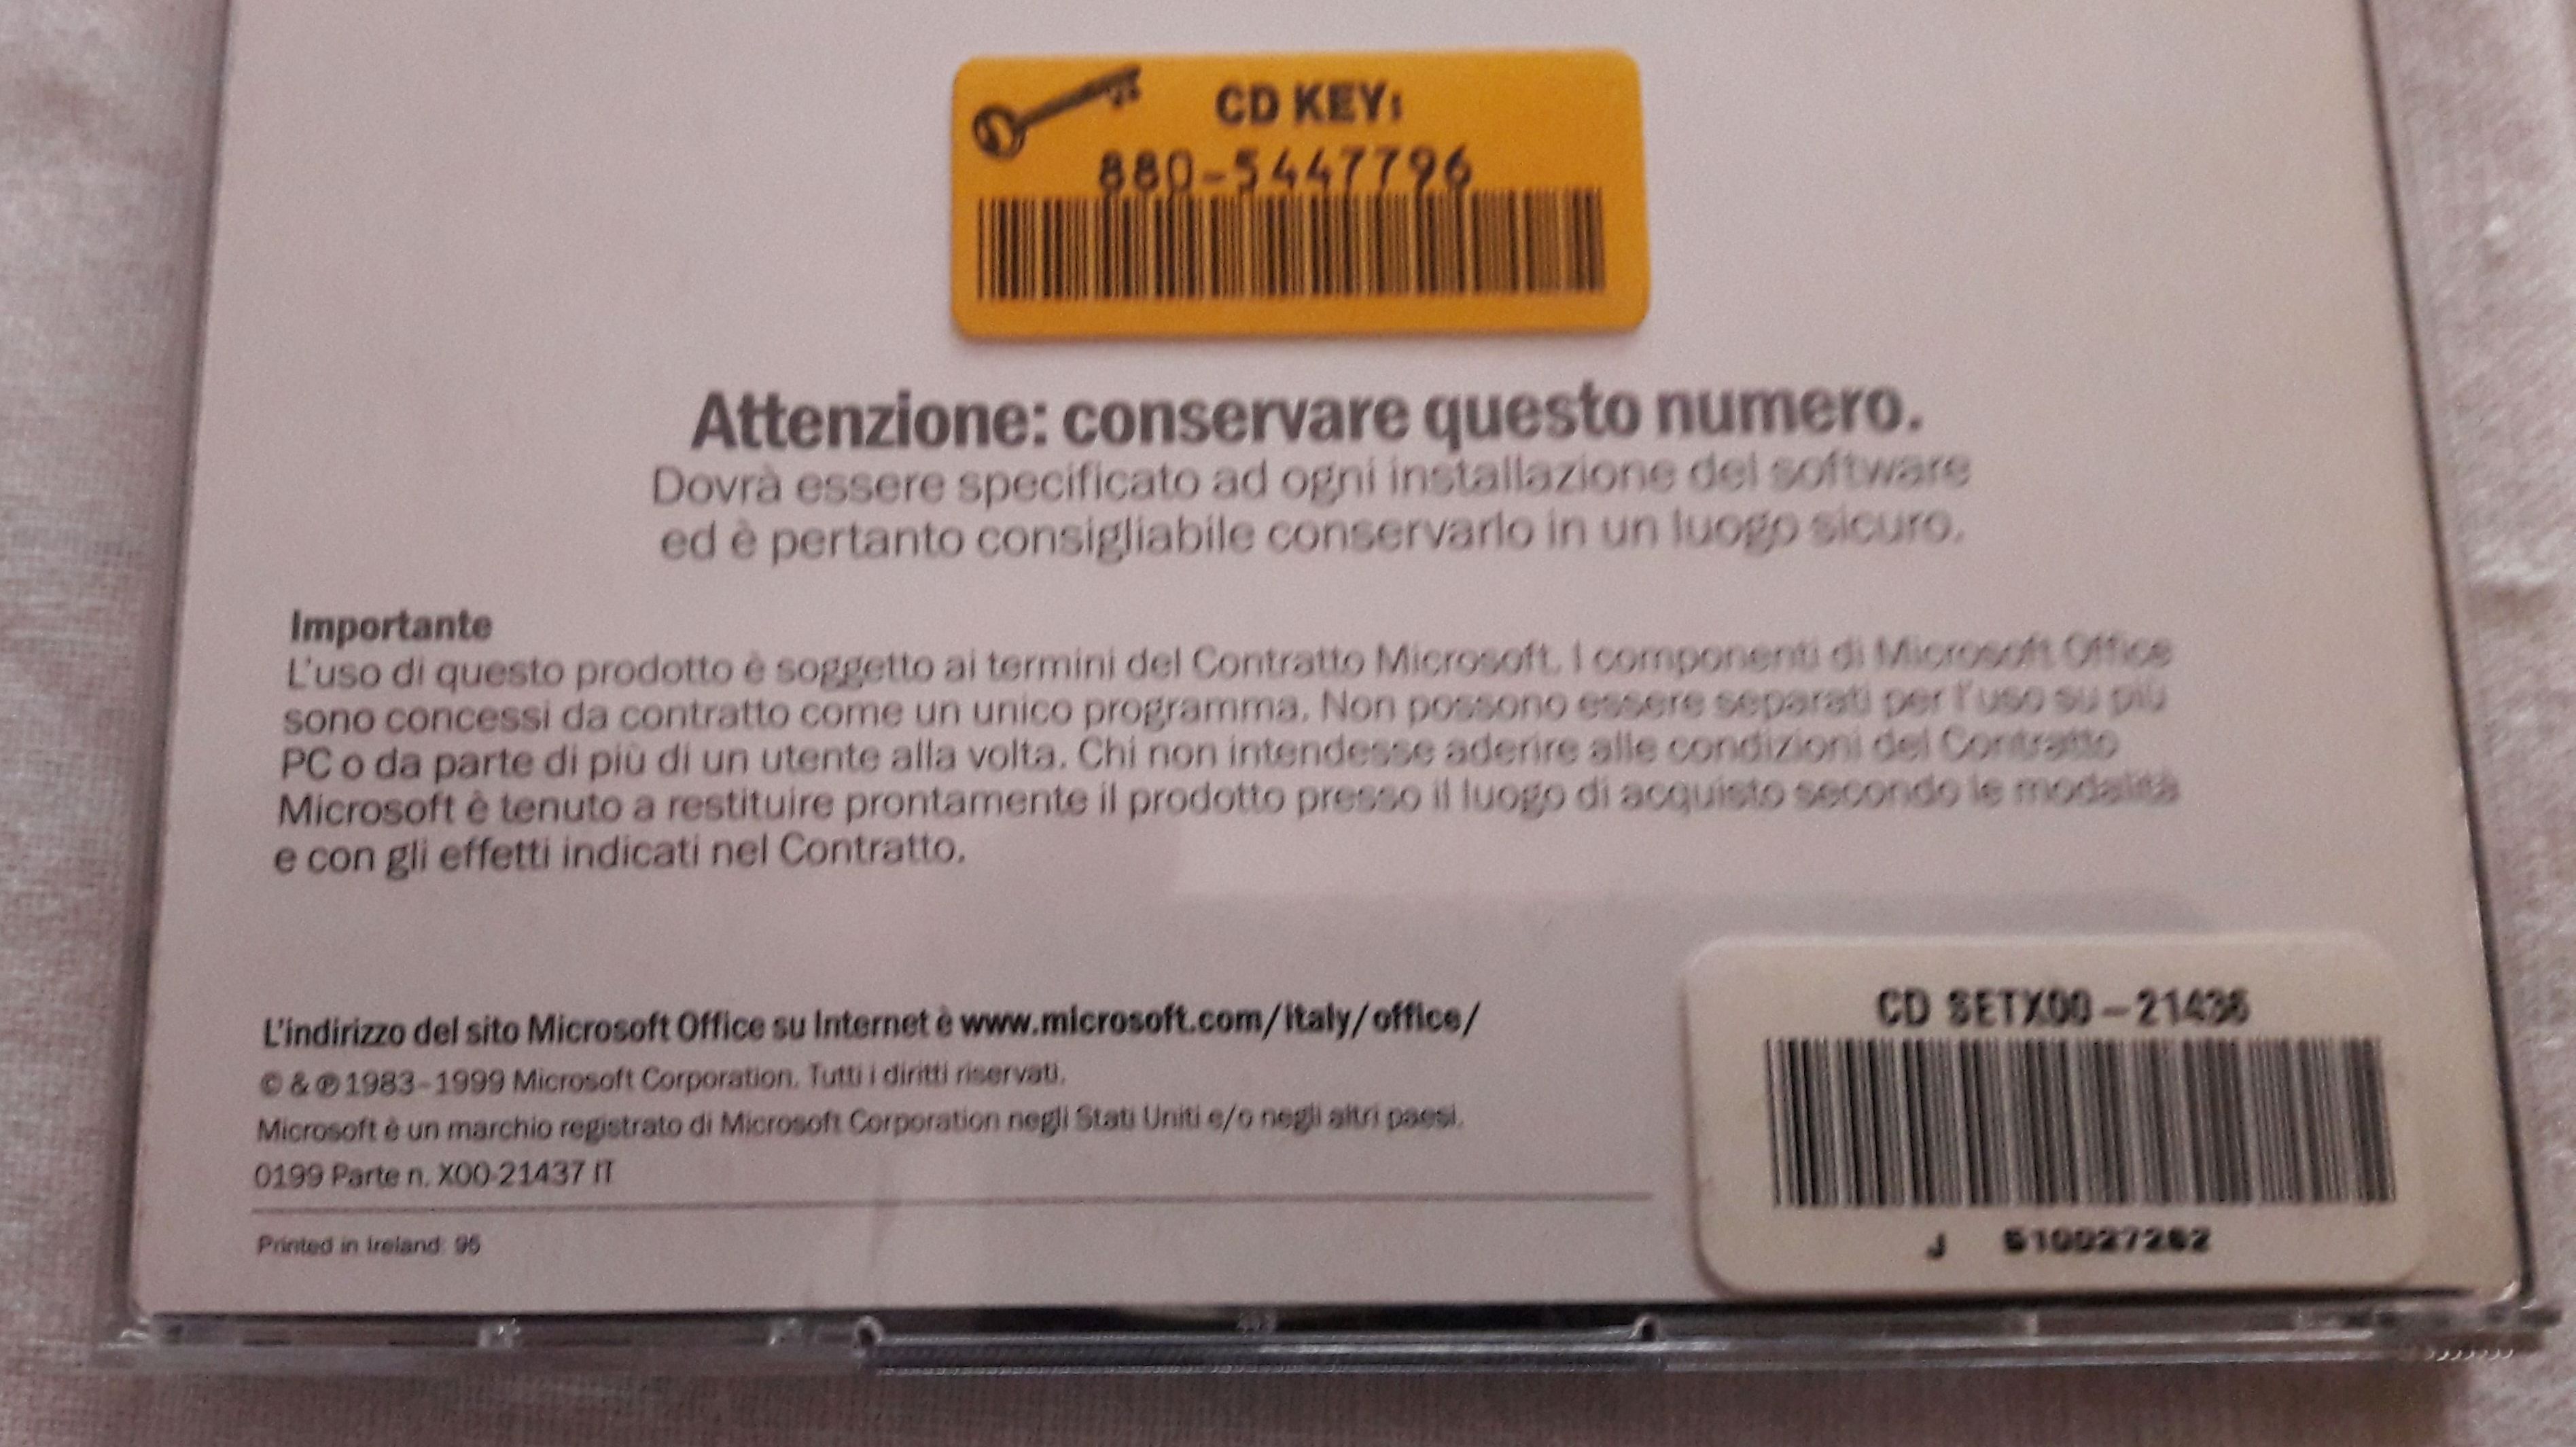 CD KEY:
880-5447796
Attenzione: conservare questo numero.
Dovrà essere specificato ad ogni installazione del software
ed è pertanto consigliabile conservarlo in un luogo sicuro.
Importante
L'uso di questo prodotto è soggetto ai termini del Contratto Microsoft. I componenti di Microsoft Office
sono concessi da contratto come un unico programma. Non possono essere separati per l'uso su più
PC o da parte di più di un utente alla volta. Chi non intendesse aderire alle condizioni del Contratto
Microsoft è tenuto a restituire prontamente il prodotto presso il luogo di acquisto secondo le modalità
e con gli effetti indicati nel Contratto.
L'indirizzo del sito Microsoft Office su Internet è www.microsoft.com/italy/office/
© & ℗ 1983-1999 Microsoft Corporation. Tutti i diritti riservati.
Microsoft è un marchio registrato di Microsoft Corporation negli Stati Uniti e/o negli altri paesi.
0199 Parte n. X00-21437 IT
Printed in Ireland: 95
CD SETX00-21436
J